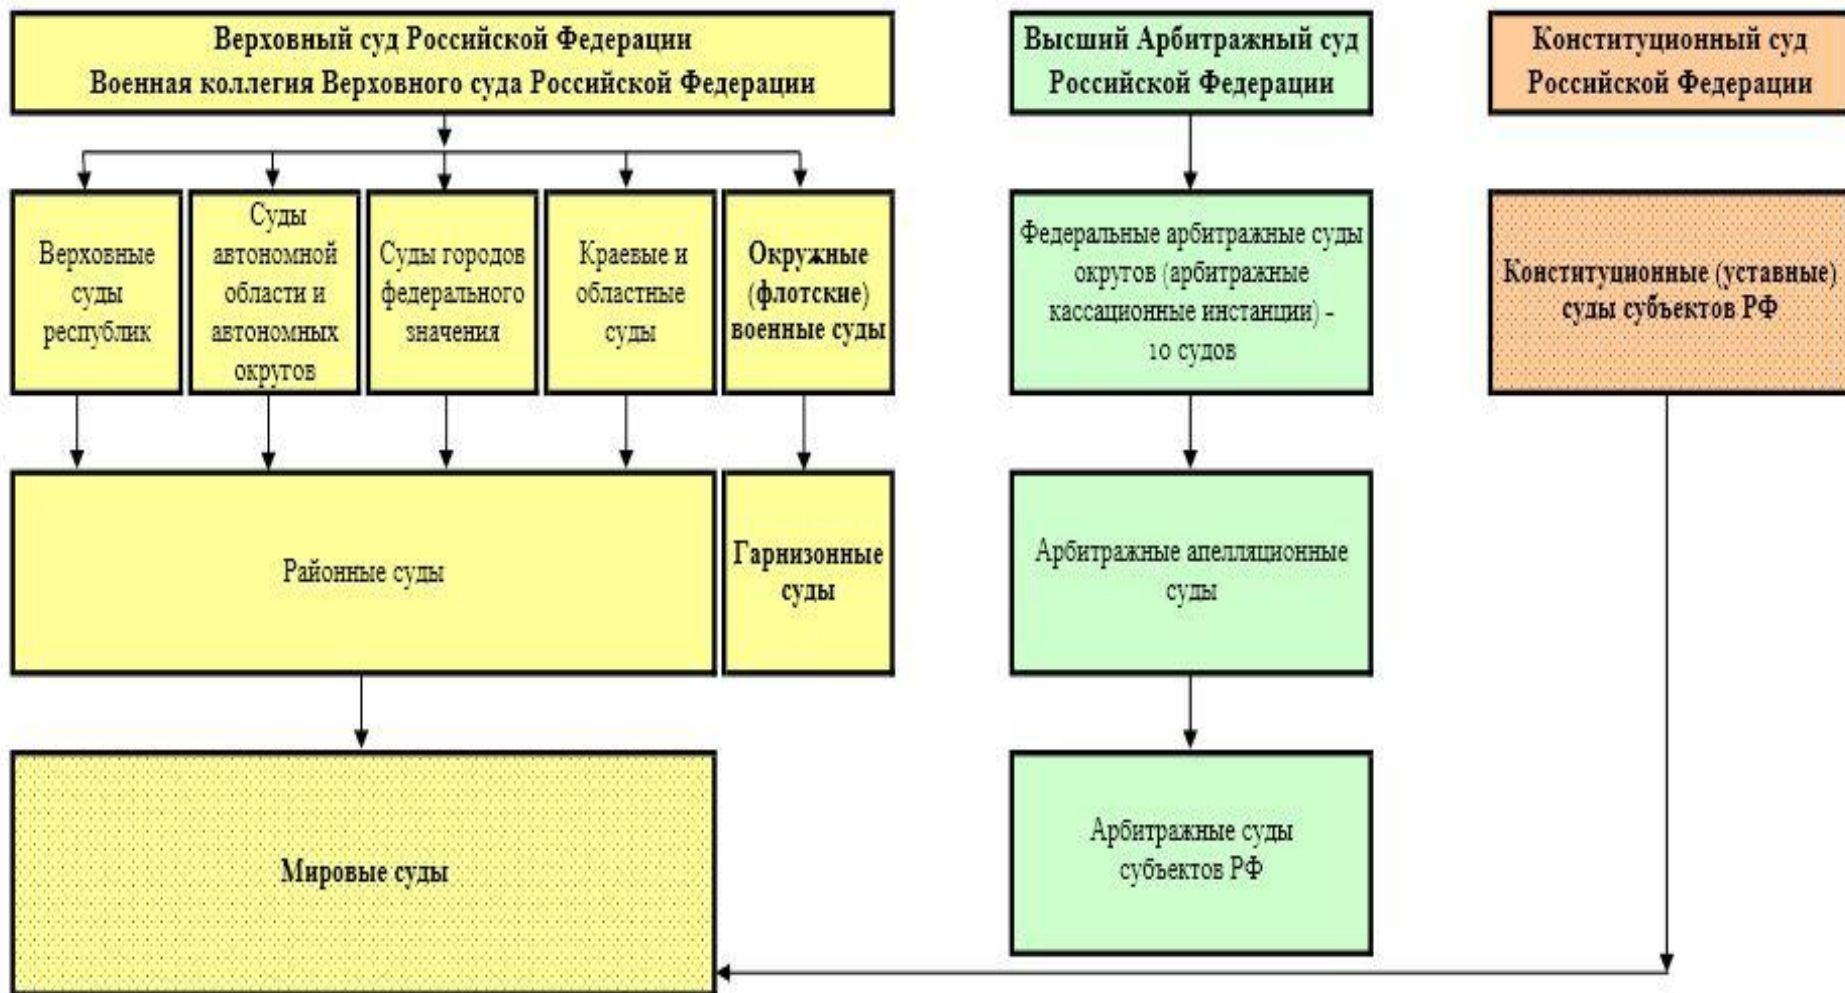 Верховный суд Российской Федерации
Военная коллегия Верховного суда Российской Федерации
Высший Арбитражный суд
Российской Федерации
Конституционный суд
Российской Федерации
Верховные
суды
республик
Суды
автономной
области и
автономных
округов
Суды городов
федерального
значения
Краевые и
областные
суды
Окружные
(флотские)
военные суды
Федеральные арбитражные суды
округов (арбитражные
кассационные инстанции) -
10 судов
Конституционные (уставные)
суды субъектов РФ
Районные суды
Гарнизонные
суды
Арбитражные апелляционные
суды
Мировые суды
Арбитражные суды
субъектов РФ